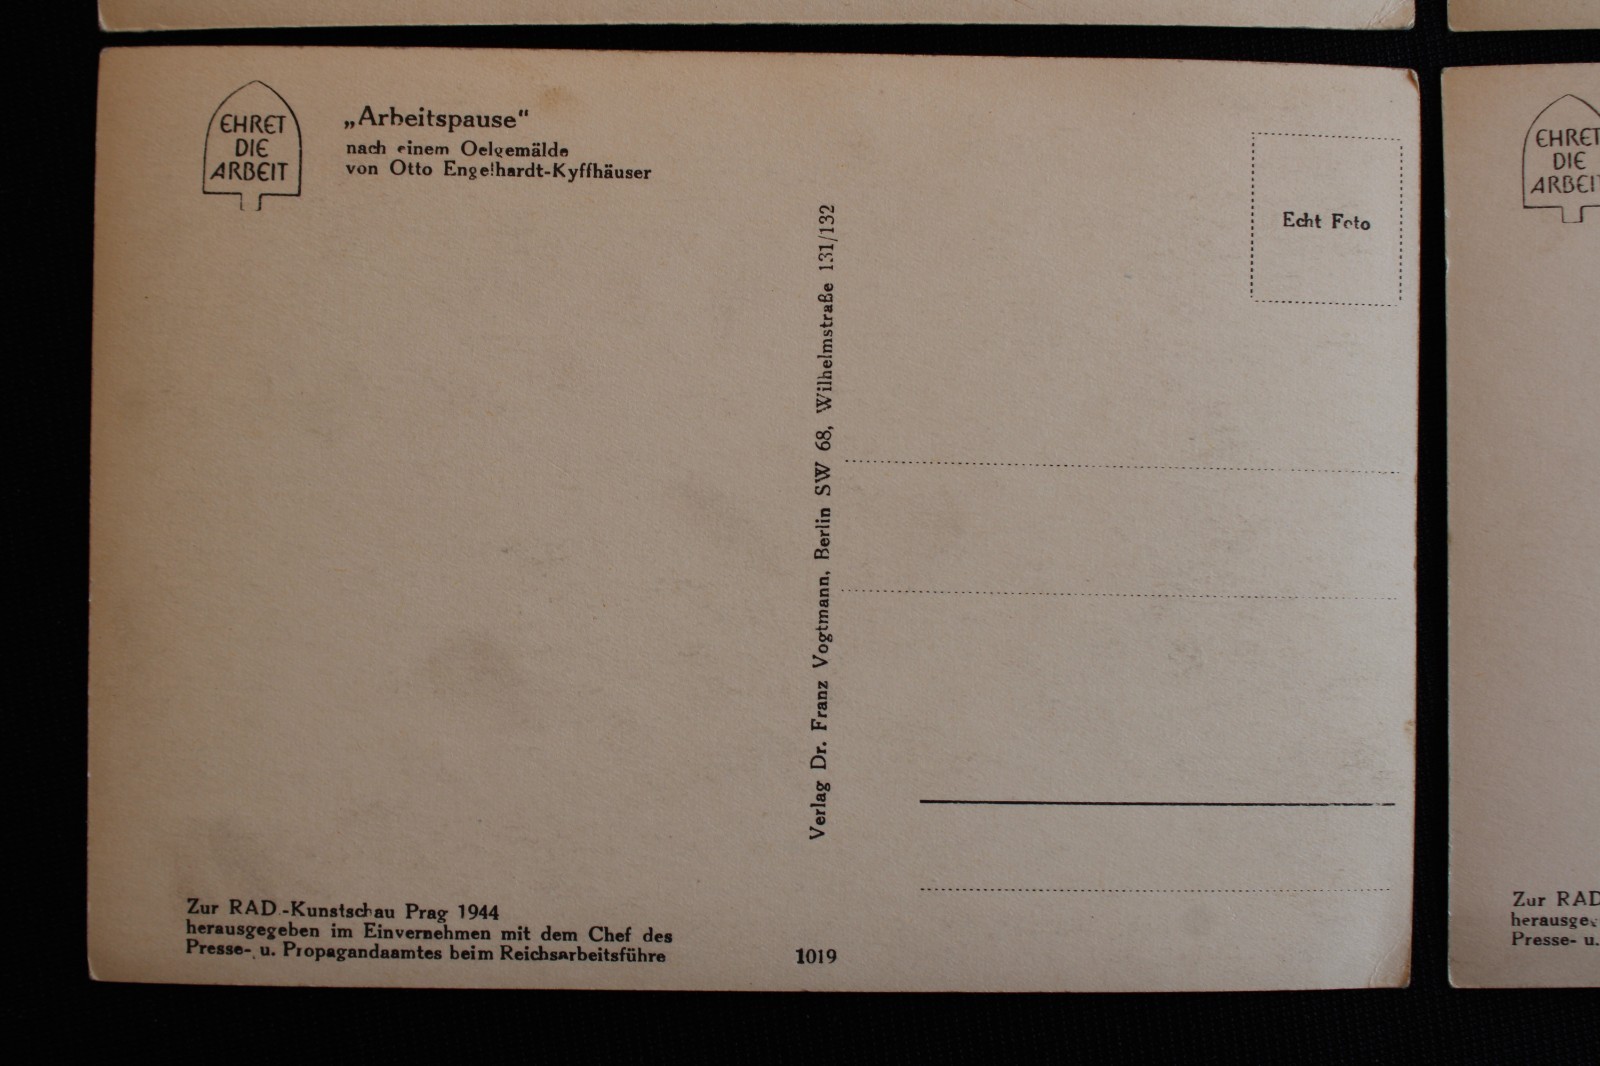 EHRET
DIE
ARBEIT
„Arbeitspause“
nach einem Oelgemälde
von Otto Engelhardt-Kyffhäuser
Echt Foto
Verlag Dr. Franz Vogtmann, Berlin SW 68, Wilhelmstraße 131/132
Zur RAD.-Kunstschau Prag 1944
herausgegeben im Einvernehmen mit dem Chef des
Presse- u. Propagandaamtes beim Reichsarbeitsführe
1019
EHRET
DIE
ARBEI
Zur RAD
herausge
Presse- u.